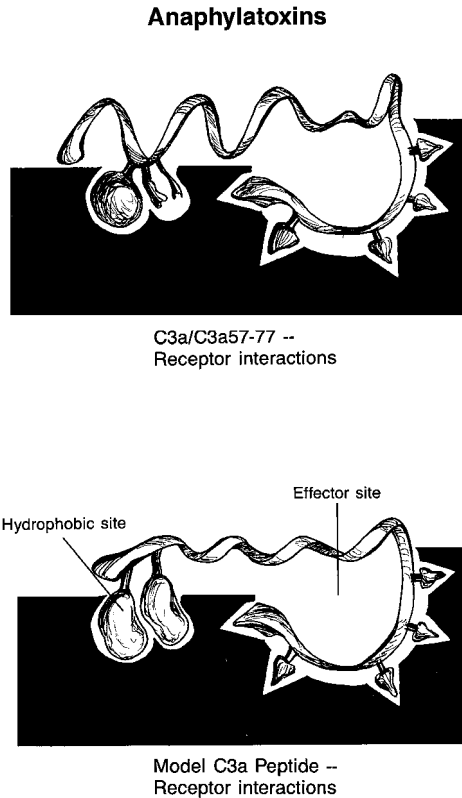 Anaphylatoxins
C3a/C3a57-77 --
Receptor interactions
Effector site
Hydrophobic site
Model C3a Peptide --
Receptor interactions